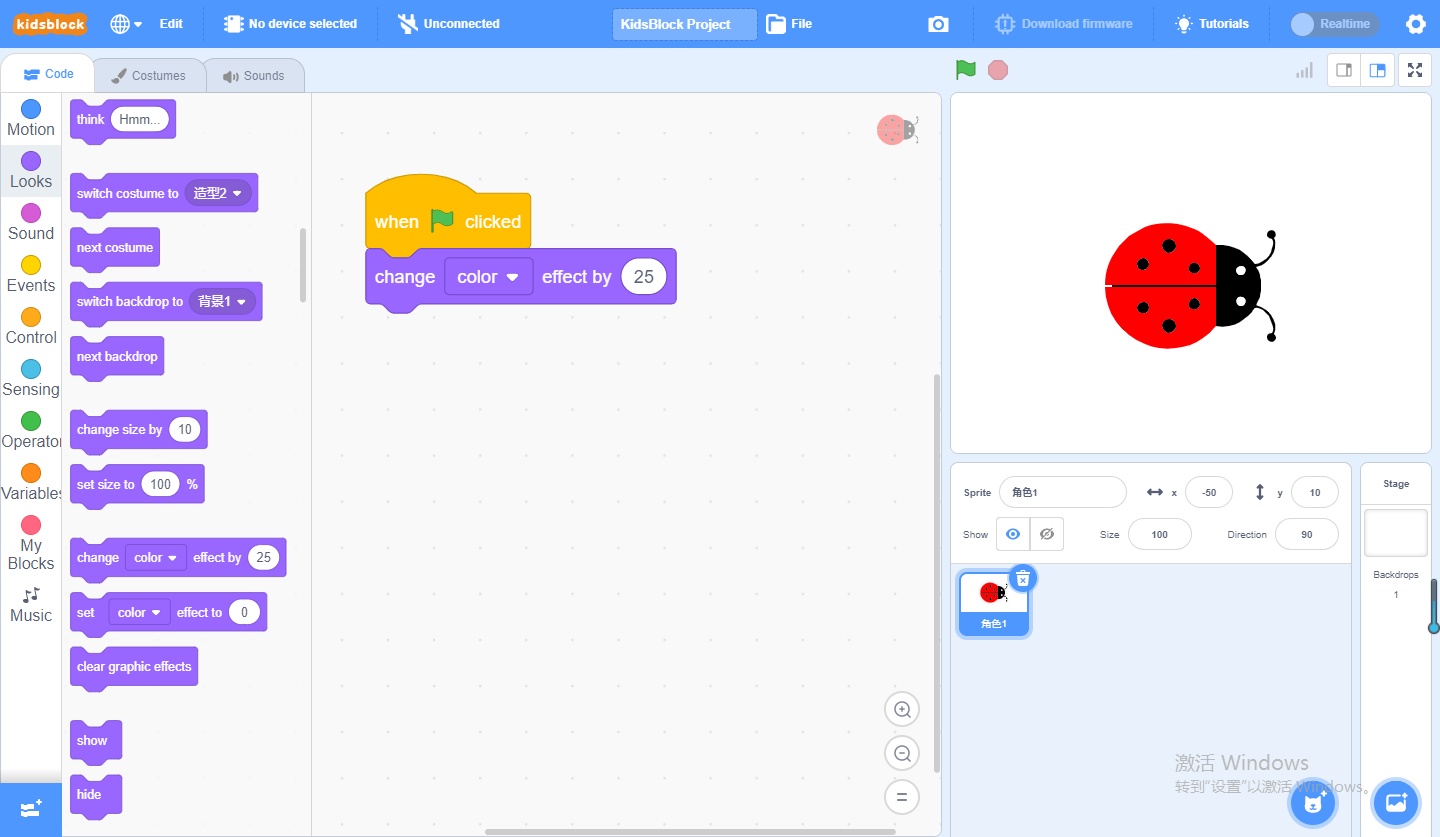 kidsblock Edit No device selected Unconnected KidsBlock Project File Download firmware Tutorials Realtime
Code Costumes Sounds
Motion
Looks
Sound
Events
Control
Sensing
Operator
Variables
My
Blocks
Music
think Hmm...
switch costume to 造型2
next costume
switch backdrop to 背景1
next backdrop
change size by 10
set size to 100 %
change color effect by 25
set color effect to 0
clear graphic effects
show
hide
when clicked
change color effect by 25
Sprite 角色1 x -50 y 10
Show Size 100 Direction 90
角色1
Stage
Backdrops
1
激活 Windows
转到“设置”以激活 Windows。